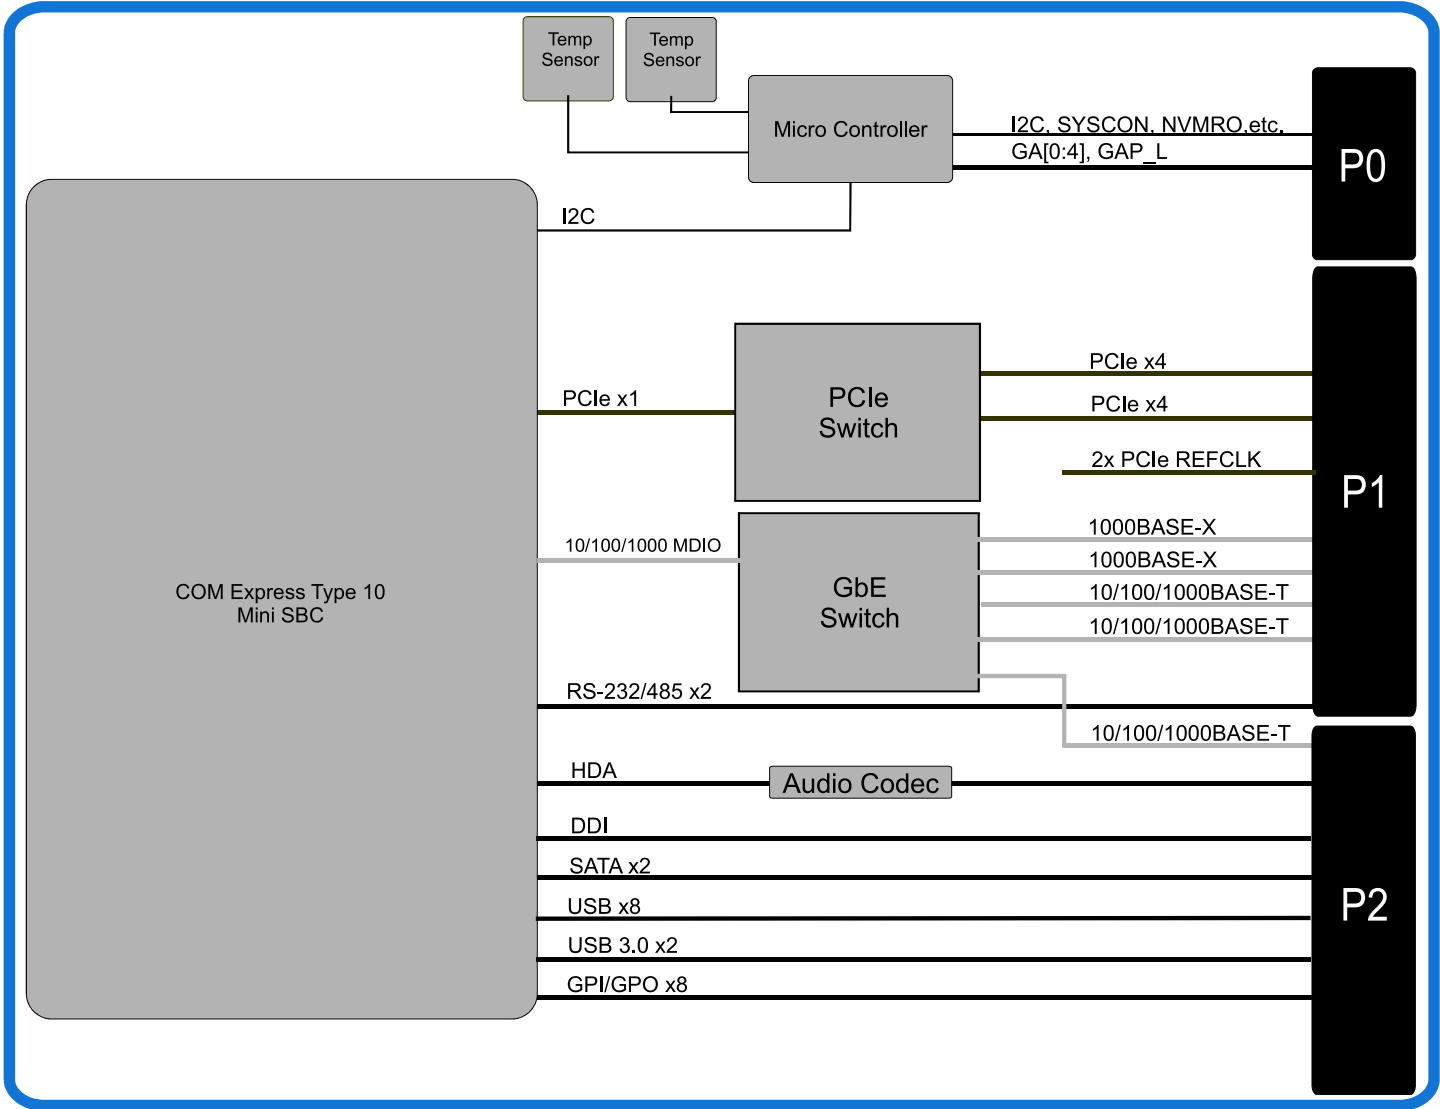 Temp
Sensor
Temp
Sensor
Micro Controller
I2C, SYSCON, NVMRO,etc.
GA[0:4], GAP_L
P0
I2C
PCIe x1
PCIe
Switch
PCIe x4
PCIe x4
2x PCIe REFCLK
P1
10/100/1000 MDIO
GbE
Switch
1000BASE-X
1000BASE-X
10/100/1000BASE-T
10/100/1000BASE-T
COM Express Type 10
Mini SBC
RS-232/485 x2
10/100/1000BASE-T
HDA
Audio Codec
DDI
SATA x2
USB x8
P2
USB 3.0 x2
GPI/GPO x8